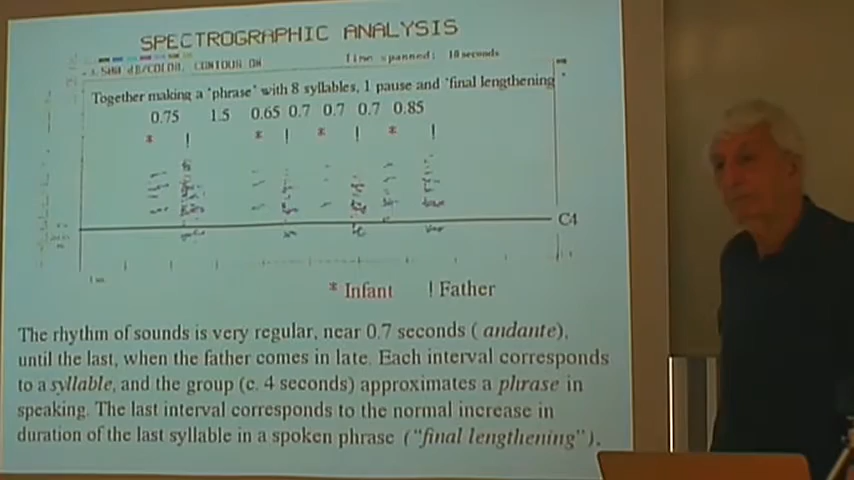 SPECTROGRAPHIC ANALYSIS
CONTOUR ON Time spanned: 10 seconds
Together making a 'phrase' with 8 syllables, 1 pause and 'final lengthening
0.75 1.5 0.65 0.7 0.7 0.7 0.85
* ! * ! * ! * !
C4
* Infant ! Father
The rhythm of sounds is very regular, near 0.7 seconds ( andante),
until the last, when the father comes in late. Each interval corresponds
to a syllable, and the group (c. 4 seconds) approximates a phrase in
speaking. The last interval corresponds to the normal increase in
duration of the last syllable in a spoken phrase ("final lengthening").